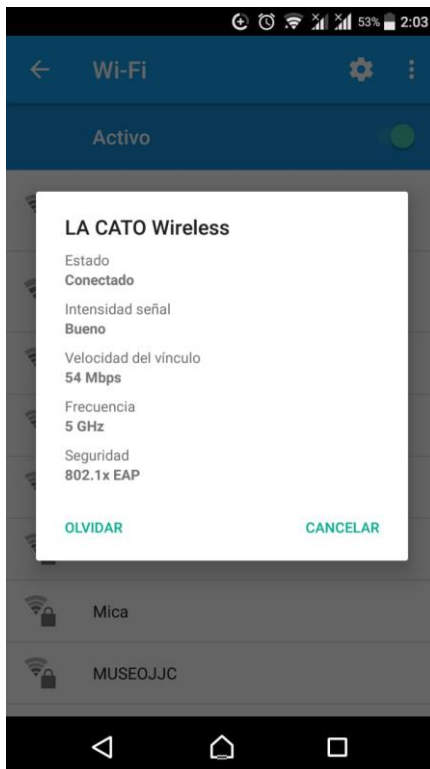 53% 2:03
Wi-Fi
Activo
LA CATO Wireless
Estado
Conectado
Intensidad señal
Bueno
Velocidad del vínculo
54 Mbps
Frecuencia
5 GHz
Seguridad
802.1x EAP
OLVIDAR CANCELAR
Mica
MUSEOJJC